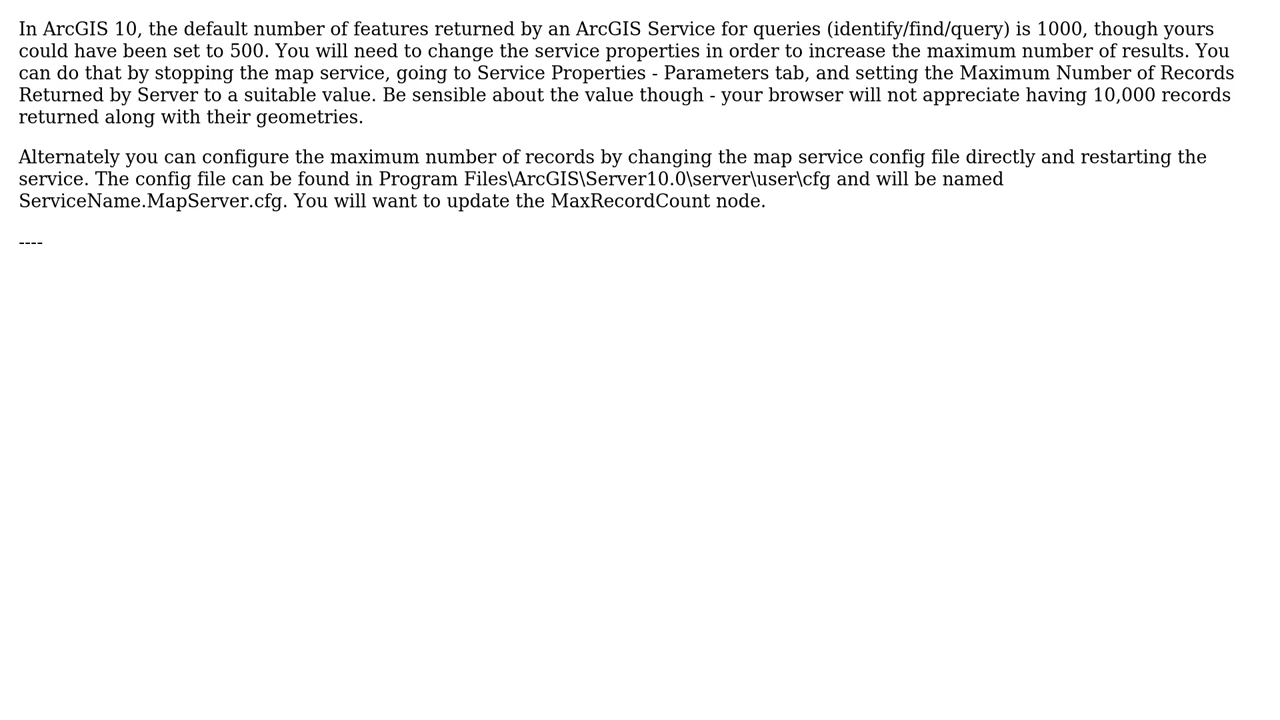 In ArcGIS 10, the default number of features returned by an ArcGIS Service for queries (identify/find/query) is 1000, though yours
could have been set to 500. You will need to change the service properties in order to increase the maximum number of results. You
can do that by stopping the map service, going to Service Properties - Parameters tab, and setting the Maximum Number of Records
Returned by Server to a suitable value. Be sensible about the value though - your browser will not appreciate having 10,000 records
returned along with their geometries.
Alternately you can configure the maximum number of records by changing the map service config file directly and restarting the
service. The config file can be found in Program Files\ArcGIS\Server10.0\server\user\cfg and will be named
ServiceName.MapServer.cfg. You will want to update the MaxRecordCount node.
----